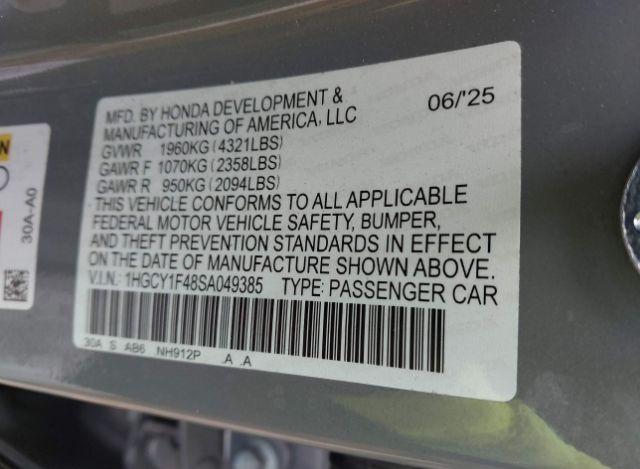 MFD. BY HONDA DEVELOPMENT &
MANUFACTURING OF AMERICA, LLC
06/'25
GVWR 1960KG (4321LBS)
GAWR F 1070KG (2358LBS)
GAWR R 950KG (2094LBS)
THIS VEHICLE CONFORMS TO ALL APPLICABLE
FEDERAL MOTOR VEHICLE SAFETY, BUMPER,
AND THEFT PREVENTION STANDARDS IN EFFECT
ON THE DATE OF MANUFACTURE SHOWN ABOVE.
V.I.N.: 1HGCY1F48SA049385 TYPE: PASSENGER CAR
30A S AB6 NH912P .A .A
30A-A0